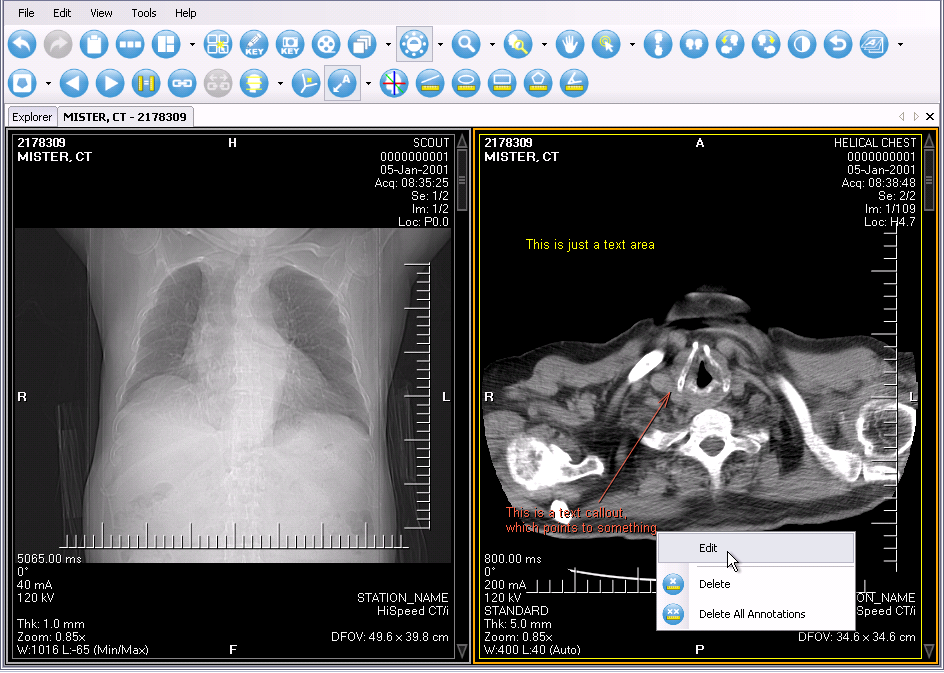 File Edit View Tools Help
KEY KEY
A
Explorer MISTER, CT - 2178309
2178309 H SCOUT
MISTER, CT 0000000001
05-Jan-2001
Acq: 08:35:25
Se: 1/2
Im: 1/2
Loc: P0.0
R L
5065.00 ms
0°
40 mA
120 kV STATION_NAME
HiSpeed CT/i
Thk: 1.0 mm
Zoom: 0.85x DFOV: 49.6 x 39.8 cm
W:1016 L:-65 (Min/Max) F
2178309 A HELICAL CHEST
MISTER, CT 0000000001
05-Jan-2001
Acq: 08:38:48
Se: 2/2
Im: 1/109
Loc: H4.7
This is just a text area
R L
This is a text callout,
which points to something
800.00 ms
0°
200 mA
120 kV ON_NAME
STANDARD Speed CT/i
Thk: 5.0 mm
Zoom: 0.85x DFOV: 34.6 x 34.6 cm
W:400 L:40 (Auto) P
Edit
Delete
Delete All Annotations